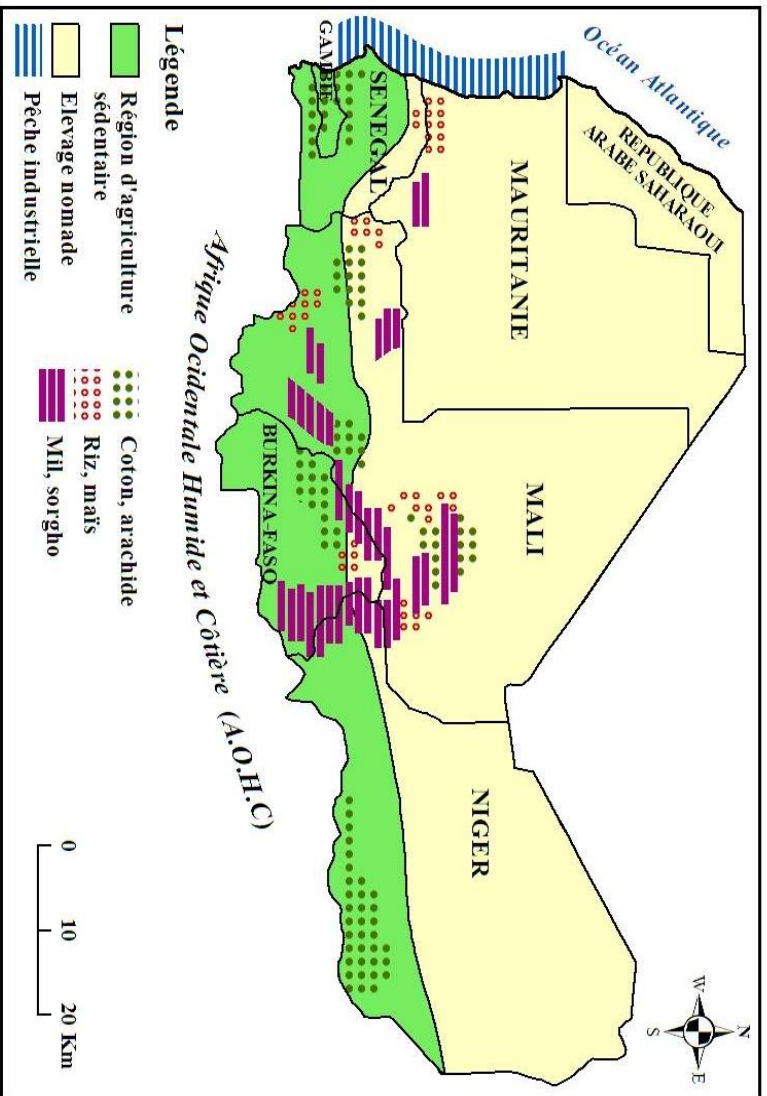 Océan Atlantique
REPUBLIQUE
ARABE SAHARAOUI
MAURITANIE
MALI
NIGER
SENEGAL
GAMBIE
BURKINA-FASO
Afrique Ocidentale Humide et Côtière (A.O.H.C)
N
W
E
S
Légende
Région d'agriculture
sédentaire
Elevage nomade
Pêche industrielle
Coton, arachide
Riz, maïs
Mil, sorgho
0 10 20 Km